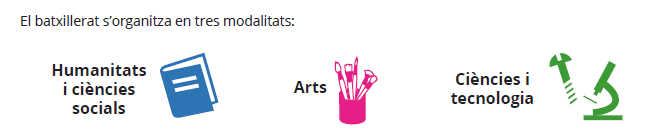 El batxillerat s’organitza en tres modalitats:
Humanitats
i ciències
socials
Arts
Ciències i
tecnologia